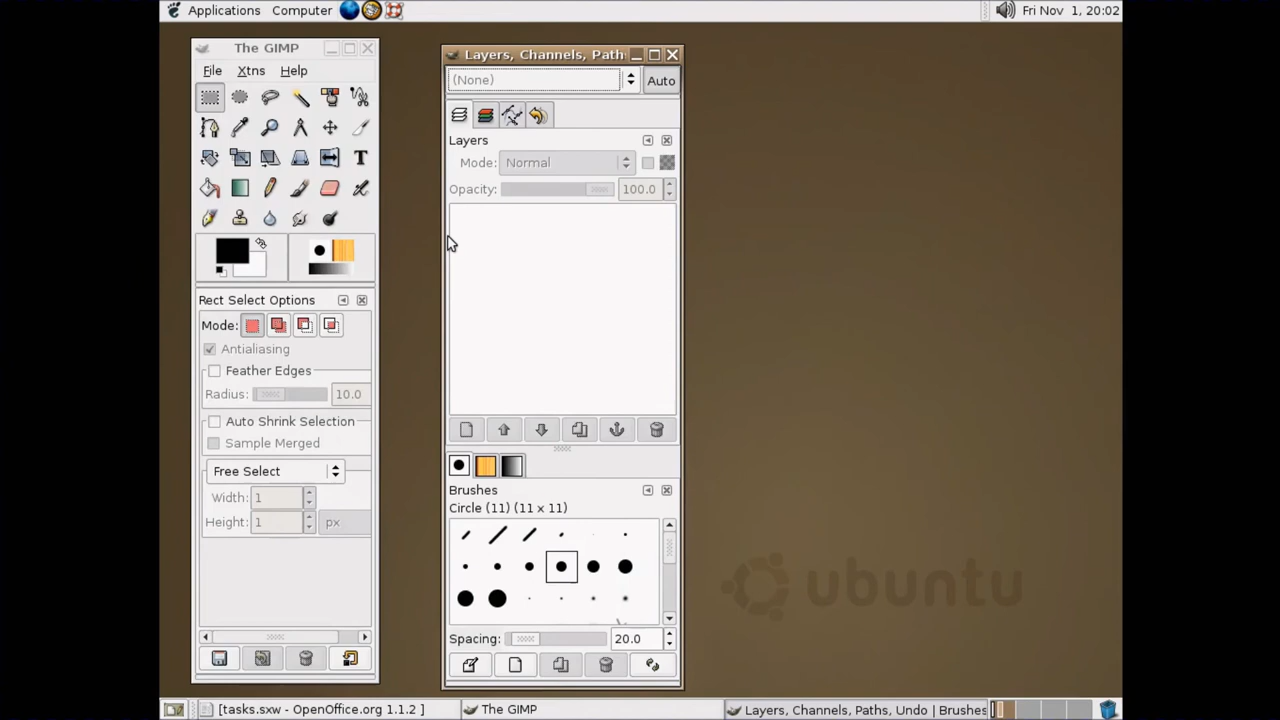 Applications Computer
Fri Nov 1, 20:02
The GIMP
File Xtns Help
Rect Select Options
Mode:
Antialiasing
Feather Edges
Radius: 10.0
Auto Shrink Selection
Sample Merged
Free Select
Width: 1
Height: 1 px
Layers, Channels, Path
(None) Auto
Layers
Mode: Normal
Opacity: 100.0
Brushes
Circle (11) (11 x 11)
Spacing: 20.0
ubuntu
[tasks.sxw - OpenOffice.org 1.1.2 ]
The GIMP
Layers, Channels, Paths, Undo | Brushes